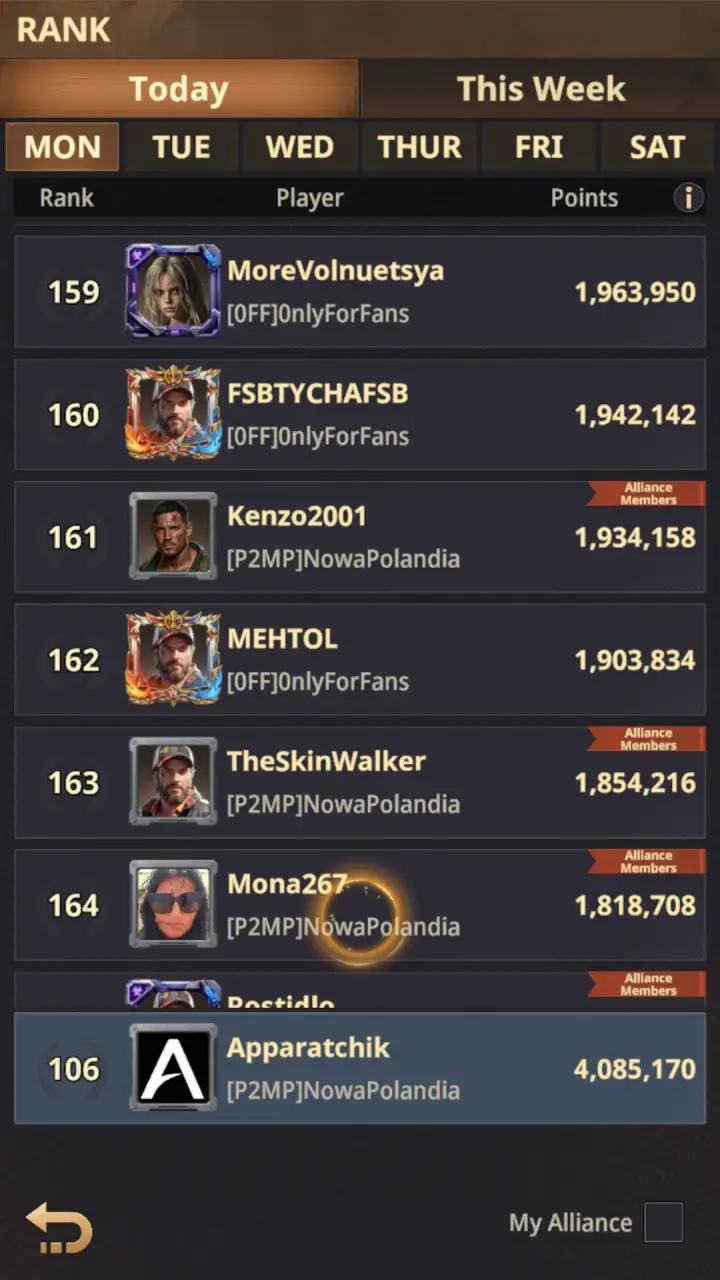 RANK
Today
This Week
MON
TUE
WED
THUR
FRI
SAT
Rank
Player
Points
159
MoreVolnuetsya
[0FF]0nlyForFans
1,963,950
160
FSBTYCHAFSB
[0FF]0nlyForFans
1,942,142
Alliance
Members
161
Kenzo2001
[P2MP]NowaPolandia
1,934,158
162
MEHTOL
[0FF]0nlyForFans
1,903,834
Alliance
Members
163
TheSkinWalker
[P2MP]NowaPolandia
1,854,216
Alliance
Members
164
Mona267
[P2MP]NowaPolandia
1,818,708
Alliance
Members
106
Apparatchik
[P2MP]NowaPolandia
4,085,170
My Alliance